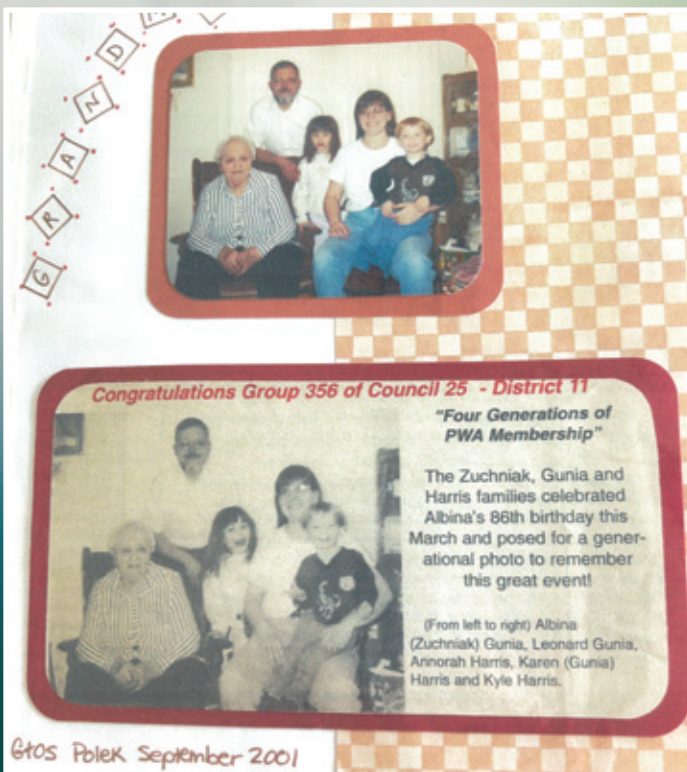 GRANDM
Congratulations Group 356 of Council 25 - District 11
"Four Generations of
PWA Membership"
The Zuchniak, Gunia and
Harris families celebrated
Albina's 86th birthday this
March and posed for a gener-
ational photo to remember
this great event!
(From left to right) Albina
(Zuchniak) Gunia, Leonard Gunia,
Annorah Harris, Karen (Gunia)
Harris and Kyle Harris.
Głos Polek September 2001